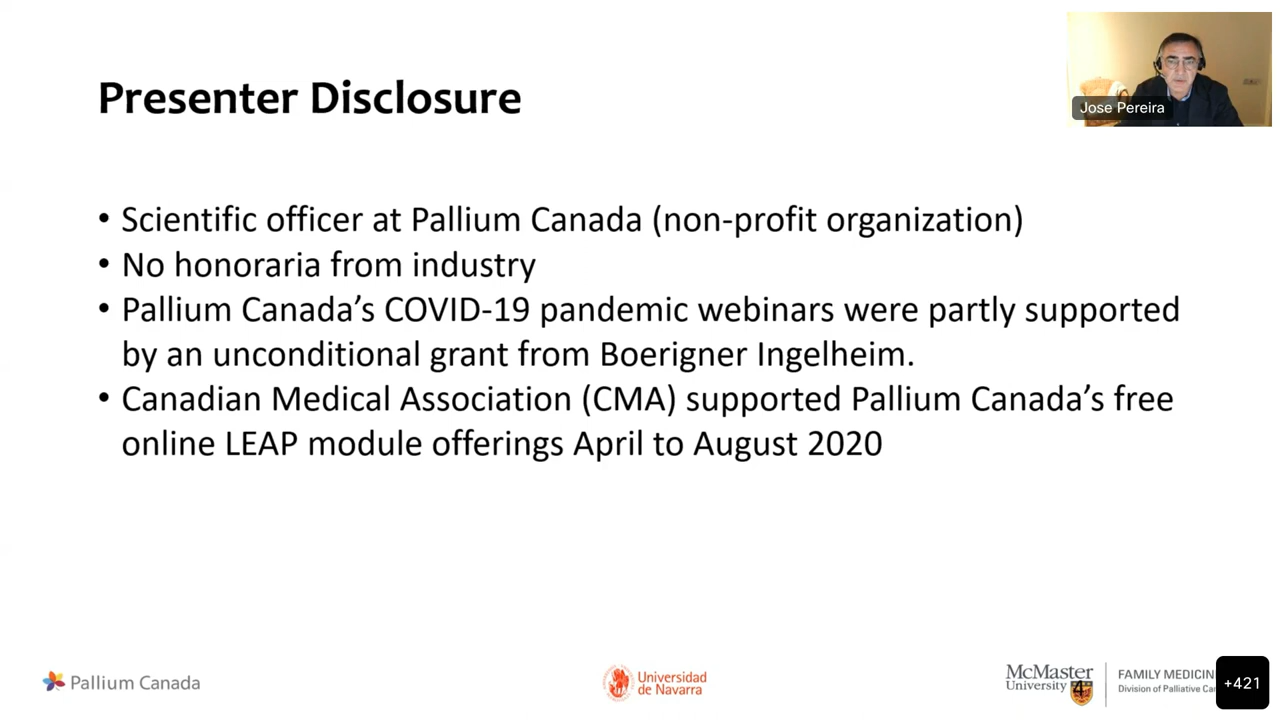 Presenter Disclosure
Jose Pereira
• Scientific officer at Pallium Canada (non-profit organization)
• No honoraria from industry
• Pallium Canada’s COVID-19 pandemic webinars were partly supported
by an unconditional grant from Boerigner Ingelheim.
• Canadian Medical Association (CMA) supported Pallium Canada’s free
online LEAP module offerings April to August 2020
Pallium Canada
Universidad
de Navarra
McMaster
University
4
FAMILY MEDICIN
Division of Palliative Ca
+421